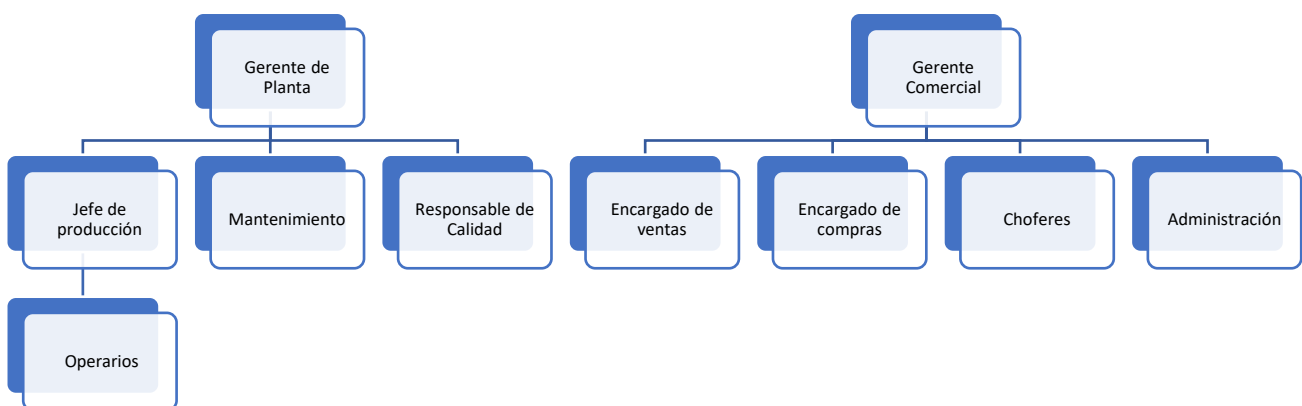 Gerente de
Planta
Gerente
Comercial
Jefe de
producción
Mantenimiento
Responsable de
Calidad
Encargado de
ventas
Encargado de
compras
Choferes
Administración
Operarios